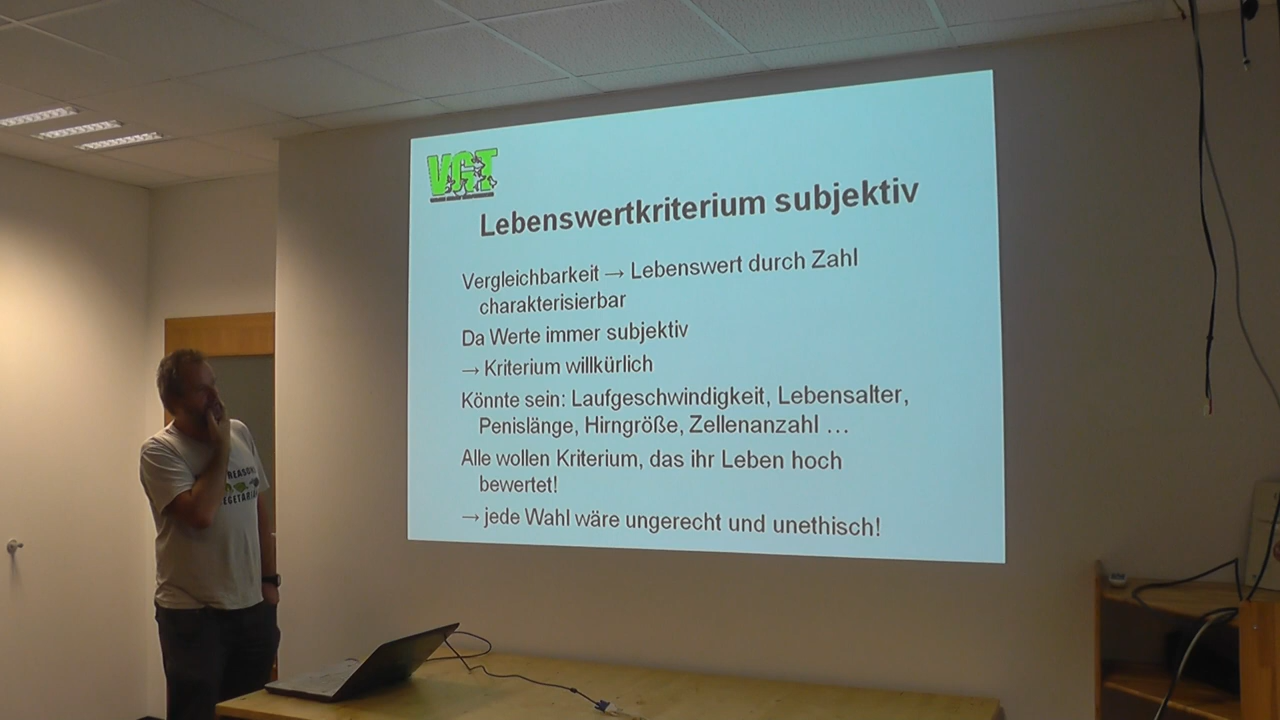 VGT
Lebenswertkriterium subjektiv
Vergleichbarkeit → Lebenswert durch Zahl
charakterisierbar
Da Werte immer subjektiv
→ Kriterium willkürlich
Könnte sein: Laufgeschwindigkeit, Lebensalter,
Penislänge, Hirngröße, Zellenanzahl …
Alle wollen Kriterium, das ihr Leben hoch
bewertet!
→ jede Wahl wäre ungerecht und unethisch!